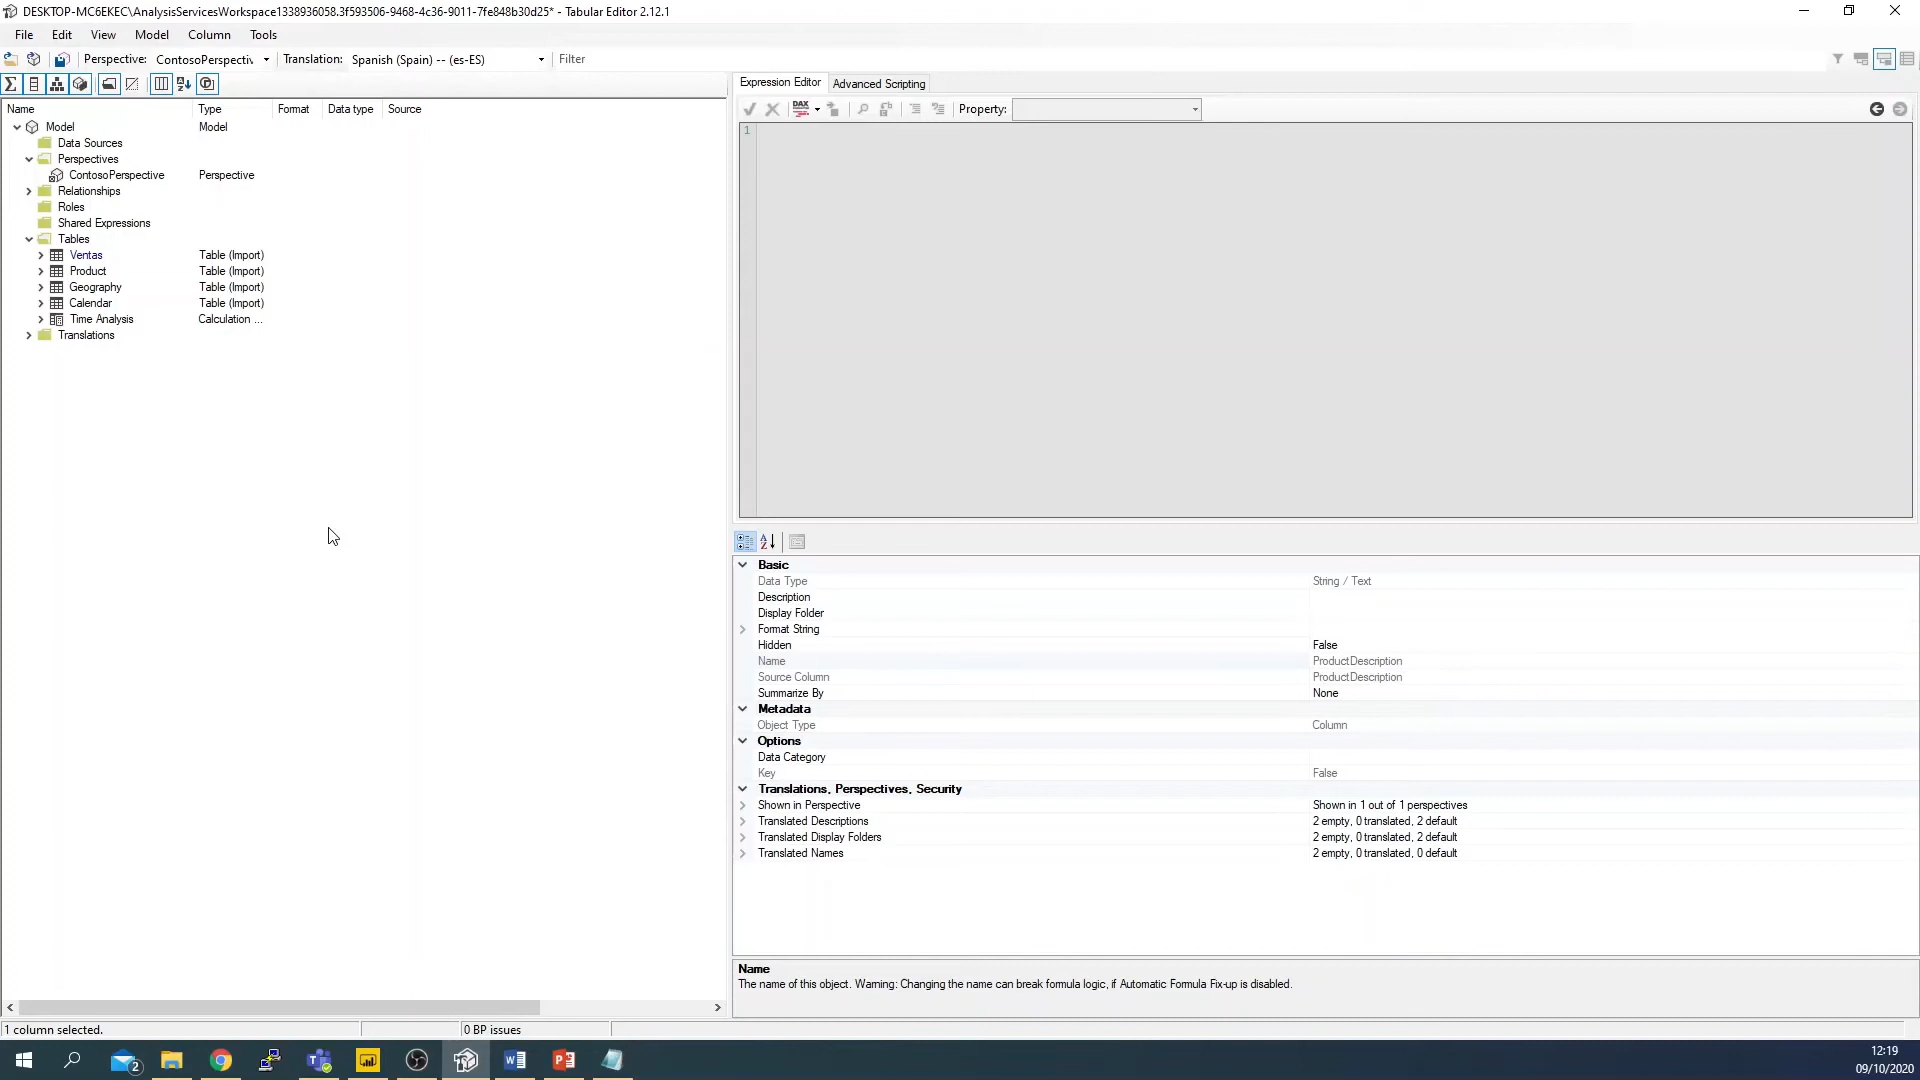 DESKTOP-MC6EKEC\AnalysisServicesWorkspace1338936058.3f593506-9468-4c36-9011-7fe848b30d25* - Tabular Editor 2.12.1
File Edit View Model Column Tools
Perspective: ContosoPerspectiv Translation: Spanish (Spain) -- (es-ES) Filter
Expression Editor Advanced Scripting
DAX Property:
1
Name Type Format Data type Source
Model Model
Data Sources
Perspectives
ContosoPerspective Perspective
Relationships
Roles
Shared Expressions
Tables
Ventas Table (Import)
Product Table (Import)
Geography Table (Import)
Calendar Table (Import)
Time Analysis Calculation ...
Translations
Basic
Data Type String / Text
Description
Display Folder
Format String
Hidden False
Name ProductDescription
Source Column ProductDescription
Summarize By None
Metadata
Object Type Column
Options
Data Category
Key False
Translations, Perspectives, Security
Shown in Perspective Shown in 1 out of 1 perspectives
Translated Descriptions 2 empty, 0 translated, 2 default
Translated Display Folders 2 empty, 0 translated, 2 default
Translated Names 2 empty, 0 translated, 0 default
Name
The name of this object. Warning: Changing the name can break formula logic, if Automatic Formula Fix-up is disabled.
1 column selected. 0 BP issues
2
12:19
09/10/2020